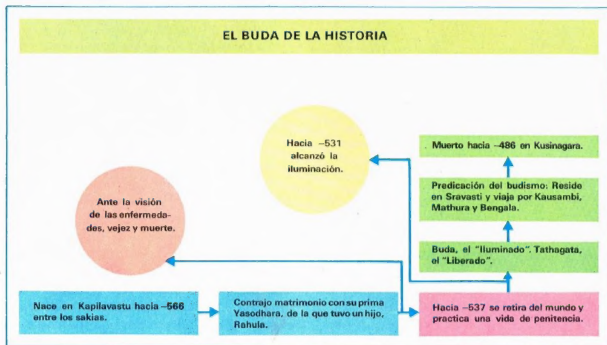 EL BUDA DE LA HISTORIA
Hacia –531
alcanzó la
iluminación.
Muerto hacia –486 en Kusinagara.
Ante la visión
de las enfermeda-
des, vejez y muerte.
Predicación del budismo: Reside
en Sravasti y viaja por Kausambi,
Mathura y Bengala.
Buda, el "Iluminado". Tathagata,
el "Liberado".
Nace en Kapilavastu hacia –566
entre los sakias.
Contrajo matrimonio con su prima
Yasodhara, de la que tuvo un hijo,
Rahula.
Hacia –537 se retira del mundo y
practica una vida de penitencia.